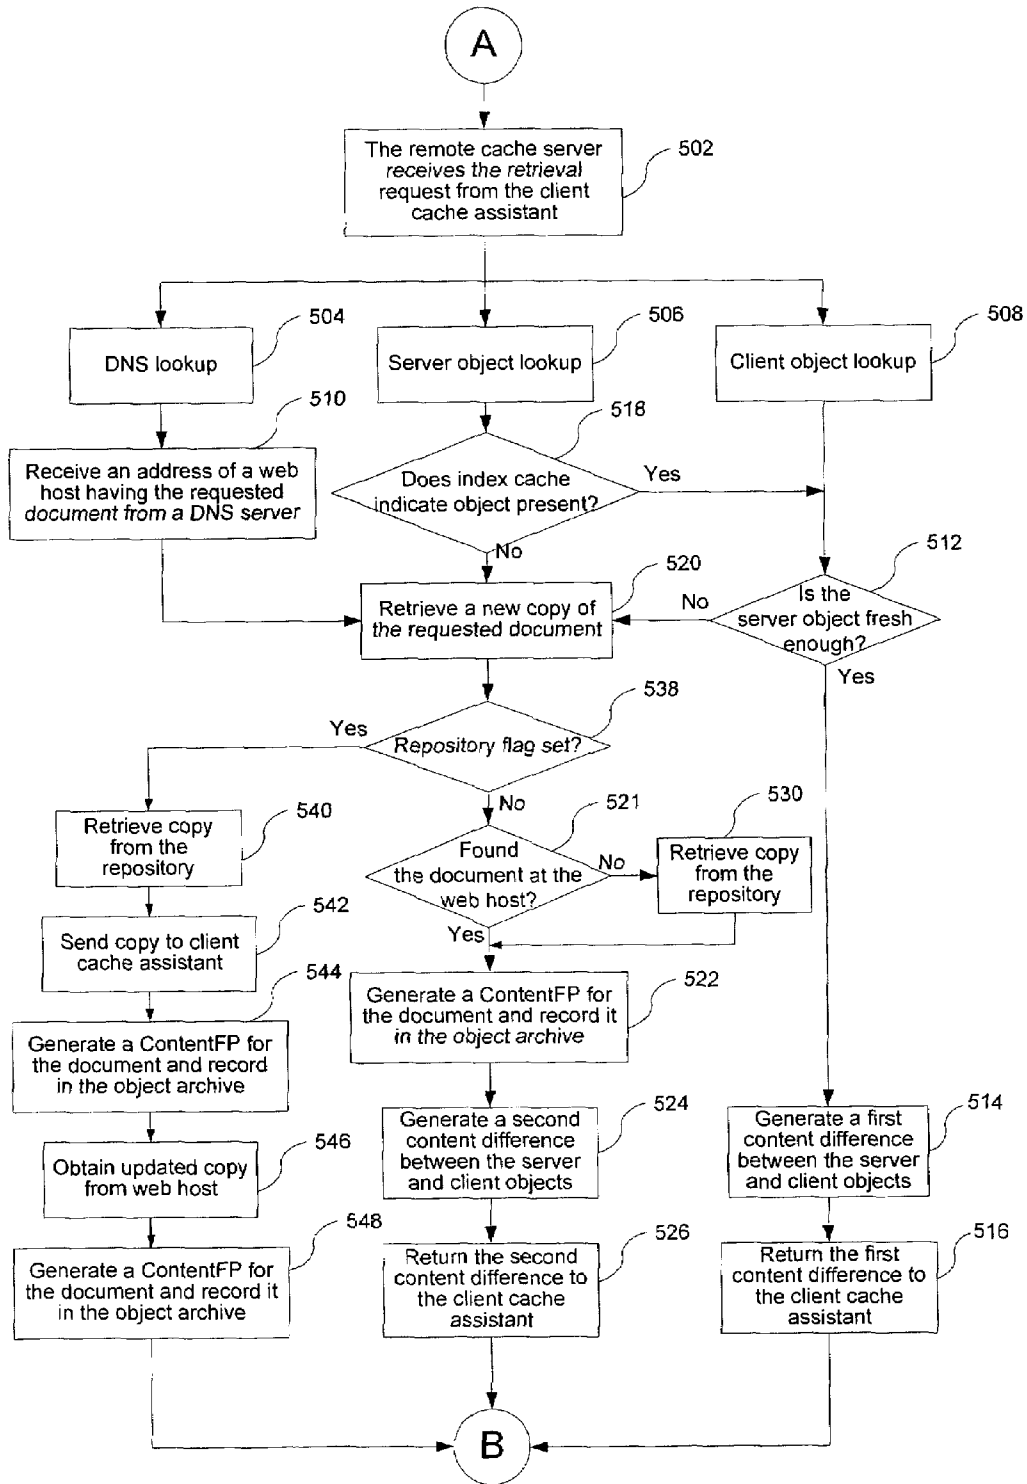 A
The remote cache server
receives the retrieval
request from the client
cache assistant
502
504
506
508
DNS lookup
Server object lookup
Client object lookup
510
518
Receive an address of a web
host having the requested
document from a DNS server
Does index cache
indicate object present?
Yes
No
512
520
Retrieve a new copy of
the requested document
No
Is the
server object fresh
enough?
Yes
538
Yes
Repository flag set?
No
540
Retrieve copy
from the
repository
521
530
Found
the document at the
web host?
No
Retrieve copy
from the
repository
Yes
542
Send copy to client
cache assistant
544
522
Generate a ContentFP for
the document and record it
in the object archive
Generate a ContentFP for
the document and record
in the object archive
524
514
Generate a second
content difference
between the server
and client objects
Generate a first
content difference
between the server
and client objects
546
Obtain updated copy
from web host
548
526
516
Generate a ContentFP for
the document and record it
in the object archive
Return the second
content difference to
the client cache
assistant
Return the first
content difference to
the client cache
assistant
B